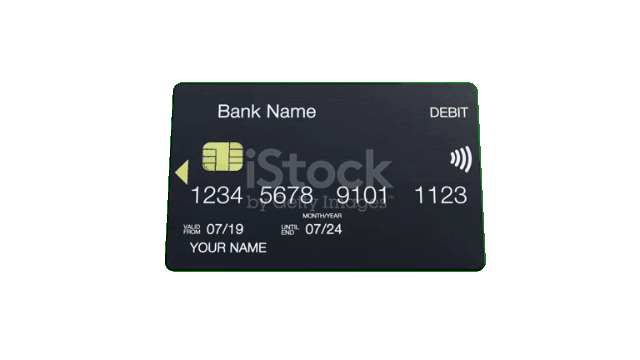 Bank Name DEBIT
iStock
1234 5678 9101 1123
by Getty Images™
MONTH/YEAR
VALID FROM 07/19 UNTIL END 07/24
YOUR NAME